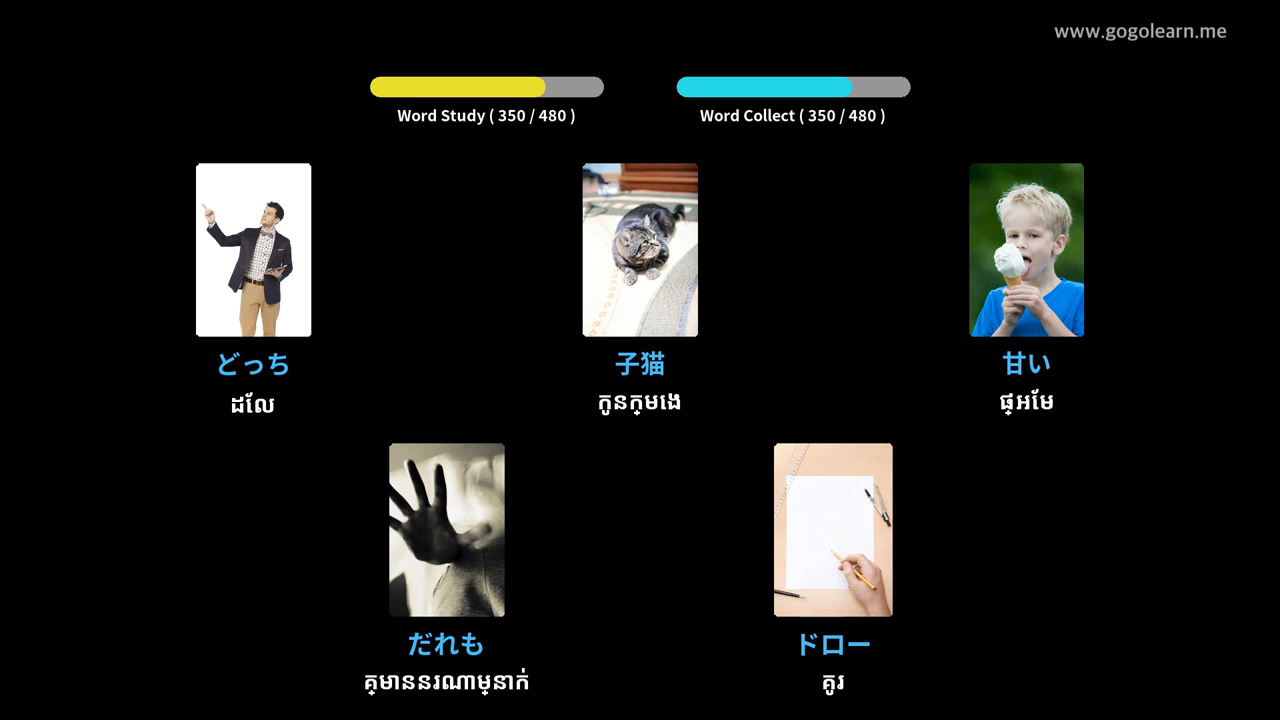 www.gogolearn.me
Word Study ( 350 / 480 )
Word Collect ( 350 / 480 )
どっち
ដលែ
子猫
កូនក្មងេ
甘い
ផ្អមែ
だれも
គ្មាននរណាម្នាក់
ドロー
គូរ